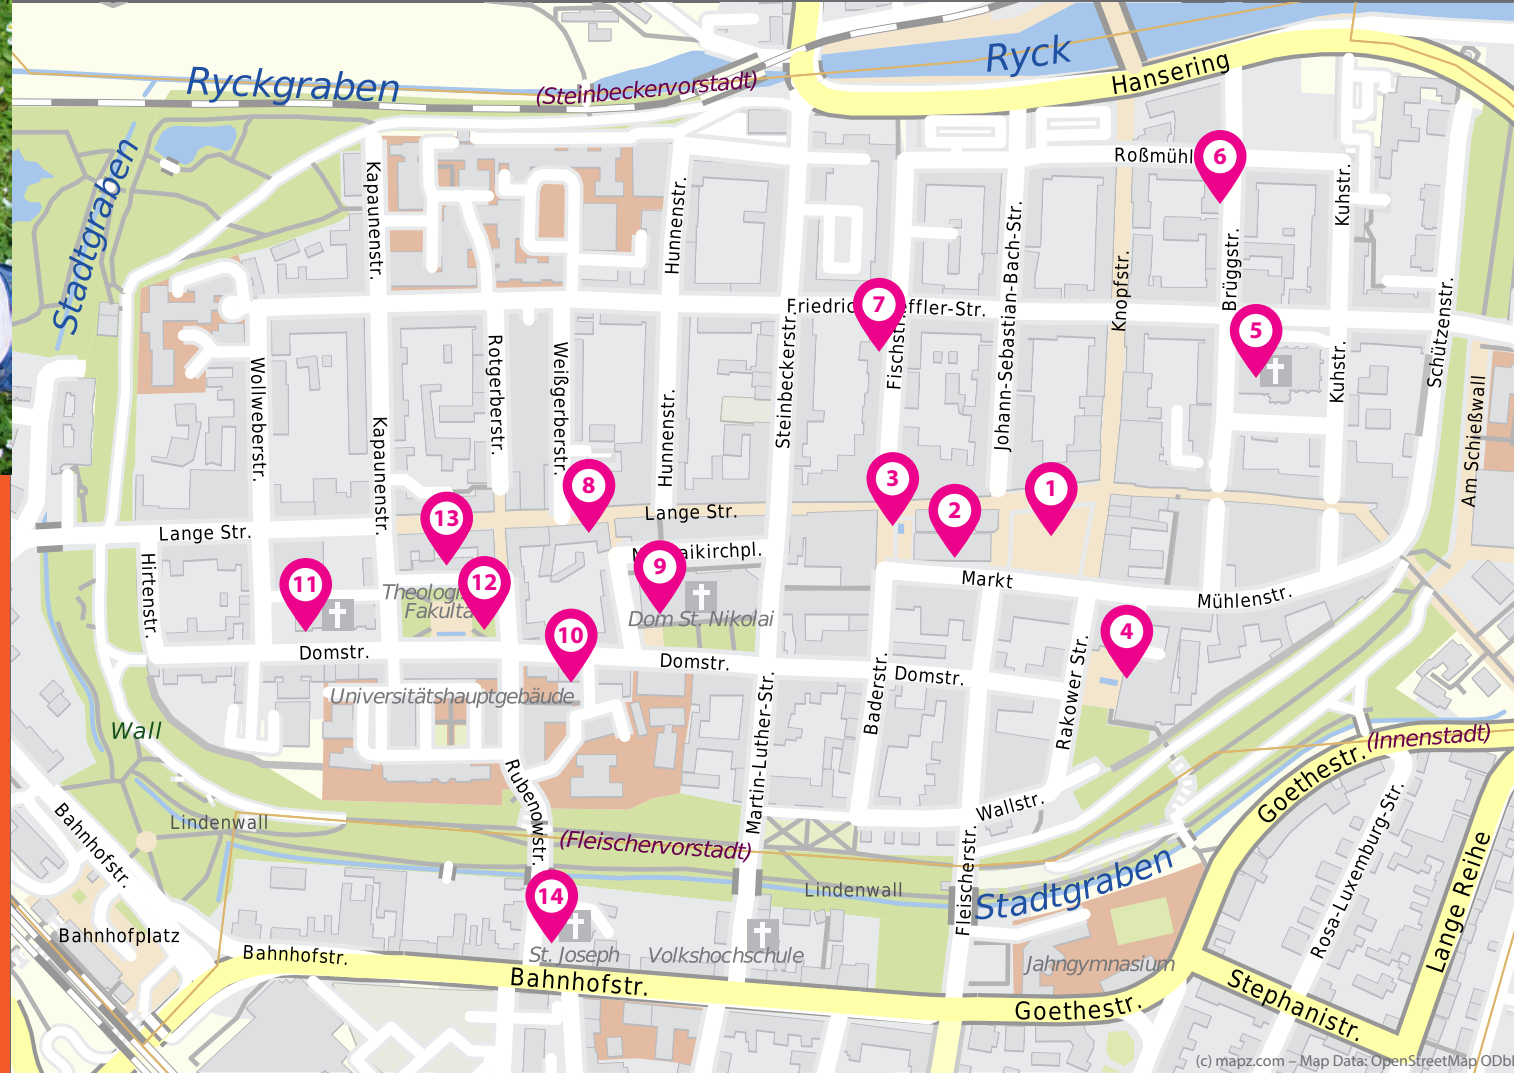 Ryck
Ryckgraben
(Steinbeckervorstadt)
Hansering
Stadtgraben
Roßmühl
6
Kapaunenstr.
Hunnenstr.
Kuhstr.
Johann-Sebastian-Bach-Str.
Knopfstr.
Brüggstr.
Schützenstr.
7
Friedric
effler-Str.
5
Steinbeckerstr.
Fischstr.
Wollweberstr.
Rotgerberstr.
Weißgerberstr.
Hunnenstr.
Kuhstr.
Am Schießwall
Kapaunenstr.
3
8
1
2
13
Lange Str.
Lange Str.
aikirchpl.
9
Hirtenstr.
11
12
Theolog
Fakultä
Markt
Mühlenstr.
Dom St. Nikolai
10
4
Domstr.
Domstr.
Domstr.
Baderstr.
Rakower Str.
Universitätshauptgebäude
Wall
Martin-Luther-Str.
(Innenstadt)
Goethestr.
Rubenowstr.
Wallstr.
Rosa-Luxemburg-Str.
Lindenwall
Bahnhofstr.
(Fleischervorstadt)
Fleischerstr.
Lange Reihe
Lindenwall
Stadtgraben
14
Bahnhofplatz
Bahnhofstr.
St. Joseph
Volkshochschule
Jahngymnasium
Bahnhofstr.
Goethestr.
Stephanistr.
(c) mapz.com – Map Data: OpenStreetMap ODbl